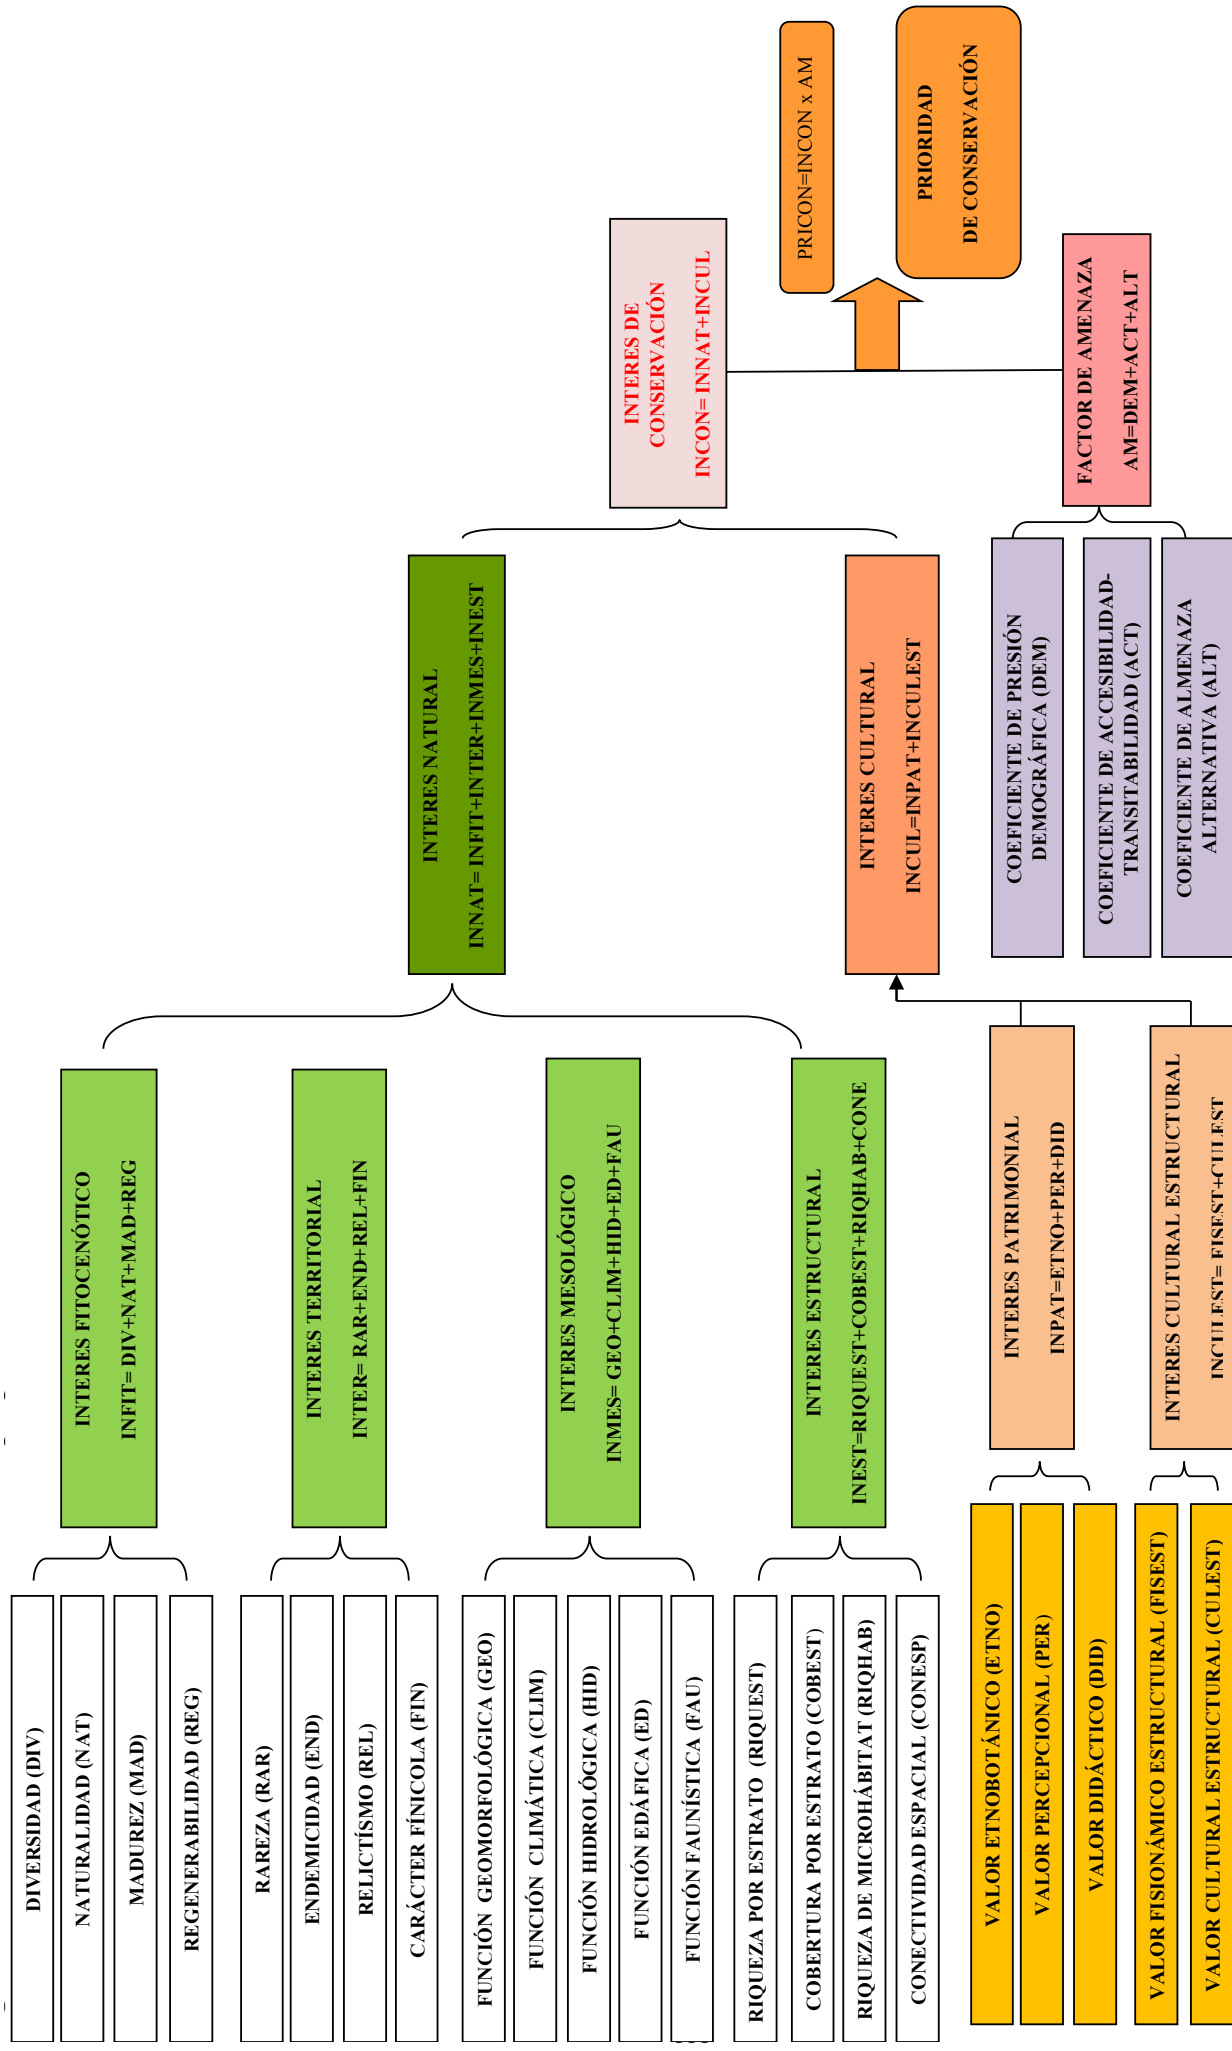 DIVERSIDAD (DIV)
NATURALIDAD (NAT)
MADUREZ (MAD)
REGENERABILIDAD (REG)
RAREZA (RAR)
ENDEMICIDAD (END)
RELICTÍSMO (REL)
CARÁCTER FÍNICOLA (FIN)
FUNCIÓN GEOMORFOLÓGICA (GEO)
FUNCIÓN CLIMÁTICA (CLIM)
FUNCIÓN HIDROLÓGICA (HID)
FUNCIÓN EDÁFICA (ED)
FUNCIÓN FAUNÍSTICA (FAU)
RIQUEZA POR ESTRATO (RIQUEST)
COBERTURA POR ESTRATO (COBEST)
RIQUEZA DE MICROHÁBITAT (RIQHAB)
CONECTIVIDAD ESPACIAL (CONESP)
VALOR ETNOBOTÁNICO (ETNO)
VALOR PERCEPCIONAL (PER)
VALOR DIDÁCTICO (DID)
VALOR FISIONÁMICO ESTRUCTURAL (FISEST)
VALOR CULTURAL ESTRUCTURAL (CULEST)
INTERES FITOCENÓTICO
INFIT= DIV+NAT+MAD+REG
INTERES TERRITORIAL
INTER= RAR+END+REL+FIN
INTERES MESOLÓGICO
INMES= GEO+CLIM+HID+ED+FAU
INTERES ESTRUCTURAL
INEST=RIQUEST+COBEST+RIQHAB+CONE
INTERES PATRIMONIAL
INPAT=ETNO+PER+DID
INTERES CULTURAL ESTRUCTURAL
INCULEST= FISEST+CULEST
INTERES NATURAL
INNAT= INFIT+INTER+INMES+INEST
INTERES CULTURAL
INCUL=INPAT+INCULEST
COEFICIENTE DE PRESIÓN
DEMOGRÁFICA (DEM)
COEFICIENTE DE ACCESIBILIDAD-
TRANSITABILIDAD (ACT)
COEFICIENTE DE ALMENAZA
ALTERNATIVA (ALT)
INTERES DE
CONSERVACIÓN
INCON= INNAT+INCUL
FACTOR DE AMENAZA
AM=DEM+ACT+ALT
PRICON=INCON x AM
PRIORIDAD
DE CONSERVACIÓN